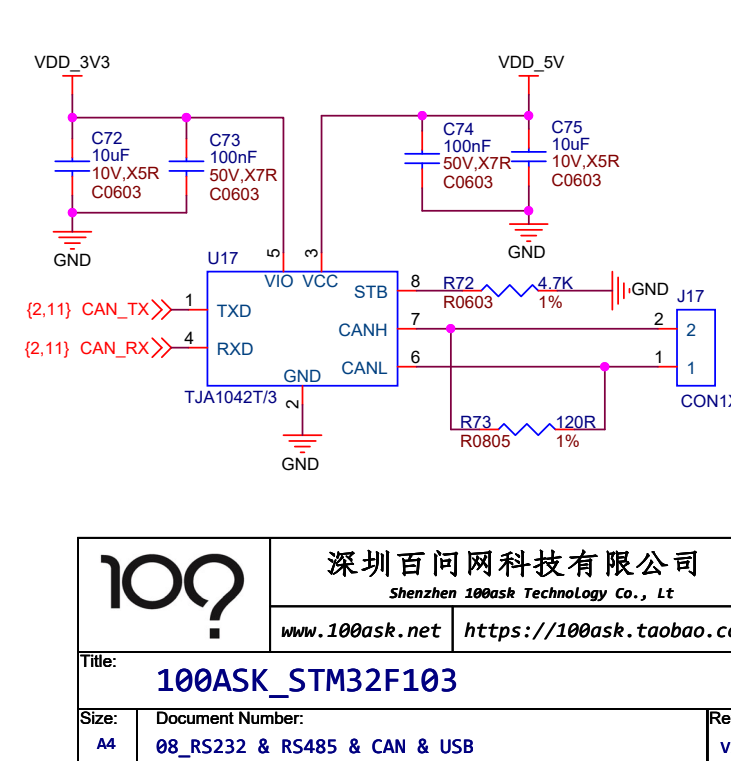 VDD_3V3
VDD_5V
C72
10uF
10V,X5R
C0603
C73
100nF
50V,X7R
C0603
C74
100nF
50V,X7R
C0603
C75
10uF
10V,X5R
C0603
GND
GND
U17
5
3
VIO VCC
STB
8
R72
4.7K
R0603
1%
GND
J17
{2,11} CAN_TX
1
TXD
CANH
7
2
2
{2,11} CAN_RX
4
RXD
CANL
6
1
1
GND
TJA1042T/3
2
CON1X
R73
120R
R0805
1%
GND
100?
深圳百问网科技有限公司
Shenzhen 100ask Technology Co., Lt
www.100ask.net
https://100ask.taobao.co
Title:
100ASK_STM32F103
Size:
Document Number:
Re
A4
08_RS232 & RS485 & CAN & USB
V